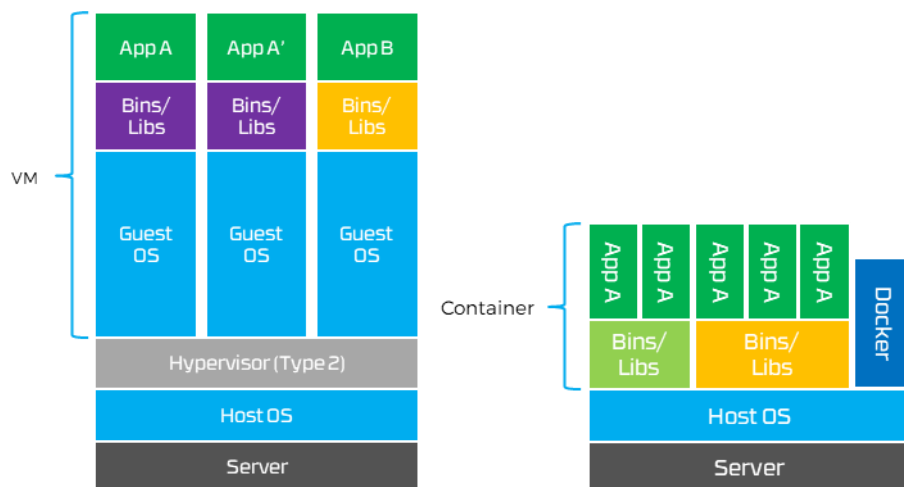 App A
App A'
App B
Bins/
Libs
Bins/
Libs
Bins/
Libs
VM
Guest
OS
Guest
OS
Guest
OS
Hypervisor (Type 2)
Host OS
Server
Container
App A
App A
App A
App A
App A
Docker
Bins/
Libs
Bins/
Libs
Host OS
Server